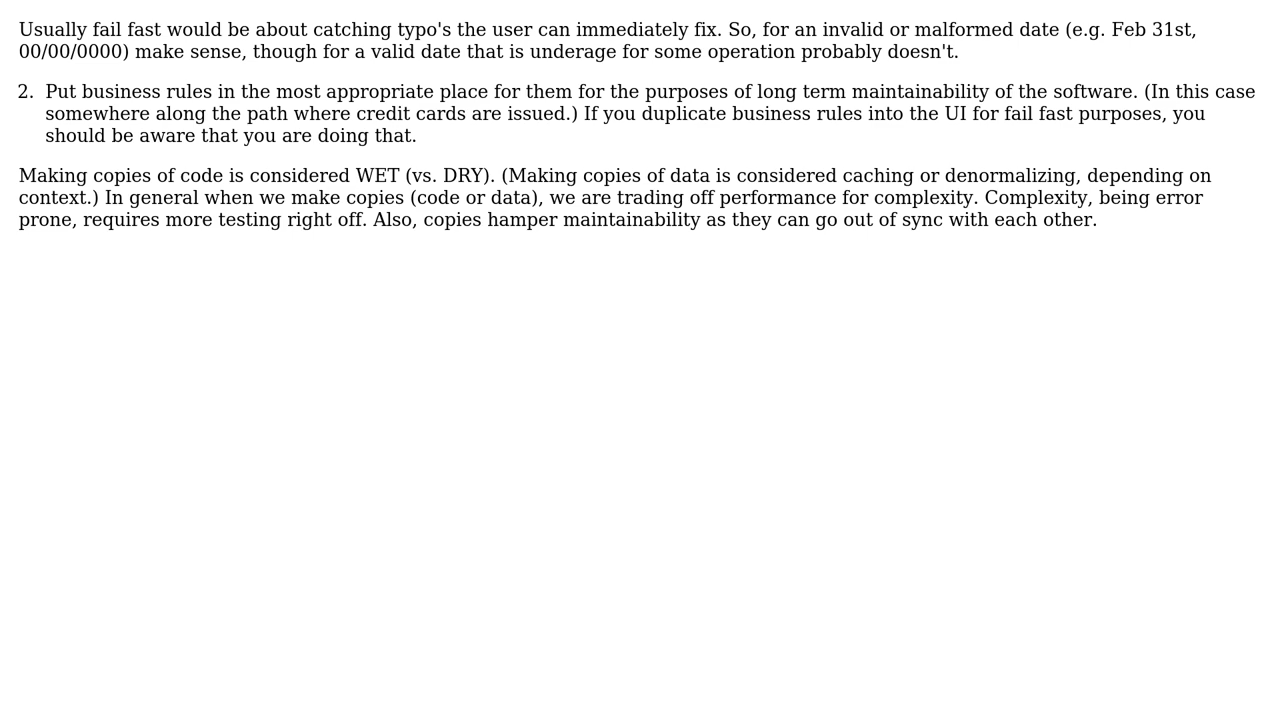 Usually fail fast would be about catching typo's the user can immediately fix. So, for an invalid or malformed date (e.g. Feb 31st,
00/00/0000) make sense, though for a valid date that is underage for some operation probably doesn't.
2. Put business rules in the most appropriate place for them for the purposes of long term maintainability of the software. (In this case
somewhere along the path where credit cards are issued.) If you duplicate business rules into the UI for fail fast purposes, you
should be aware that you are doing that.
Making copies of code is considered WET (vs. DRY). (Making copies of data is considered caching or denormalizing, depending on
context.) In general when we make copies (code or data), we are trading off performance for complexity. Complexity, being error
prone, requires more testing right off. Also, copies hamper maintainability as they can go out of sync with each other.